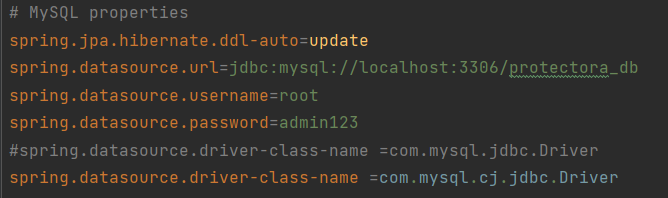 # MySQL properties
spring.jpa.hibernate.ddl-auto=update
spring.datasource.url=jdbc:mysql://localhost:3306/protectora_db
spring.datasource.username=root
spring.datasource.password=admin123
#spring.datasource.driver-class-name =com.mysql.jdbc.Driver
spring.datasource.driver-class-name =com.mysql.cj.jdbc.Driver